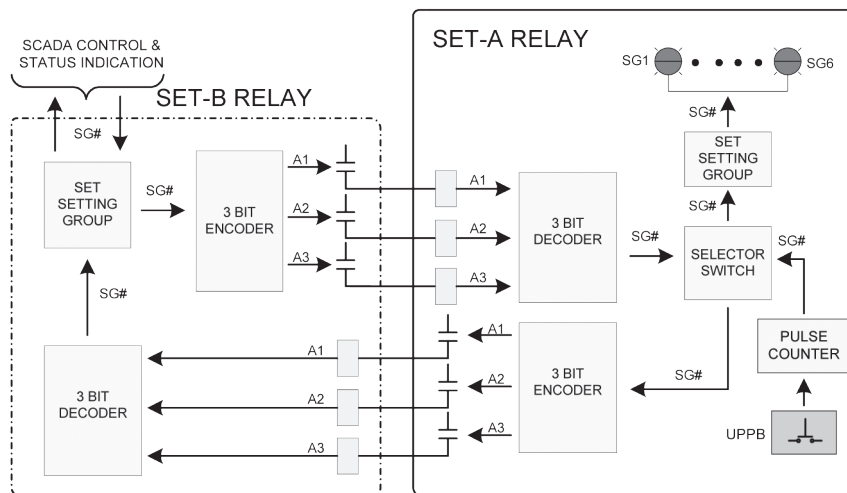 SCADA CONTROL &
STATUS INDICATION
SG#
SET-B RELAY
SET
SETTING
GROUP
SG#
3 BIT
ENCODER
A1
A2
A3
SG#
3 BIT
DECODER
A1
A2
A3
SET-A RELAY
SG1
SG6
SG#
SET
SETTING
GROUP
SG#
A1
A2
A3
3 BIT
DECODER
SG#
SELECTOR
SWITCH
SG#
A1
A2
A3
3 BIT
ENCODER
SG#
PULSE
COUNTER
UPPB